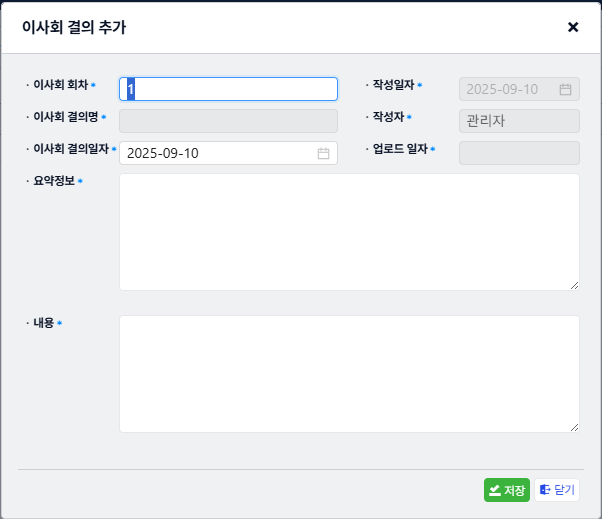 이사회 결의 추가
· 이사회 회차 * 1 · 작성일자 * 2025-09-10
· 이사회 결의명 * · 작성자 * 관리자
· 이사회 결의일자 * 2025-09-10 · 업로드 일자 *
· 요약정보 *
· 내용 *
저장 닫기